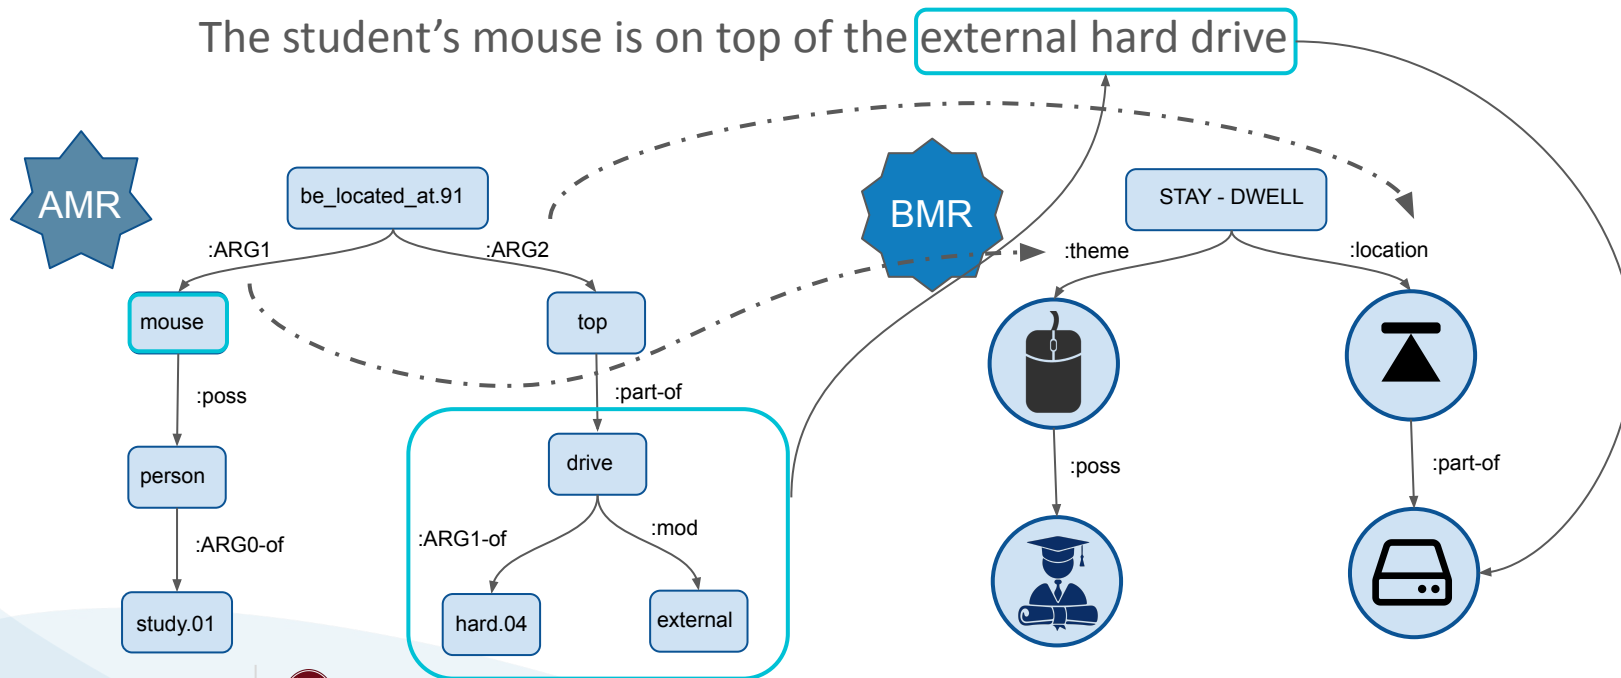 The student’s mouse is on top of the external hard drive
AMR
be_located_at.91
:ARG1
:ARG2
mouse
top
:poss
:part-of
person
drive
:ARG0-of
:ARG1-of
:mod
study.01
hard.04
external
BMR
STAY - DWELL
:theme
:location
:poss
:part-of